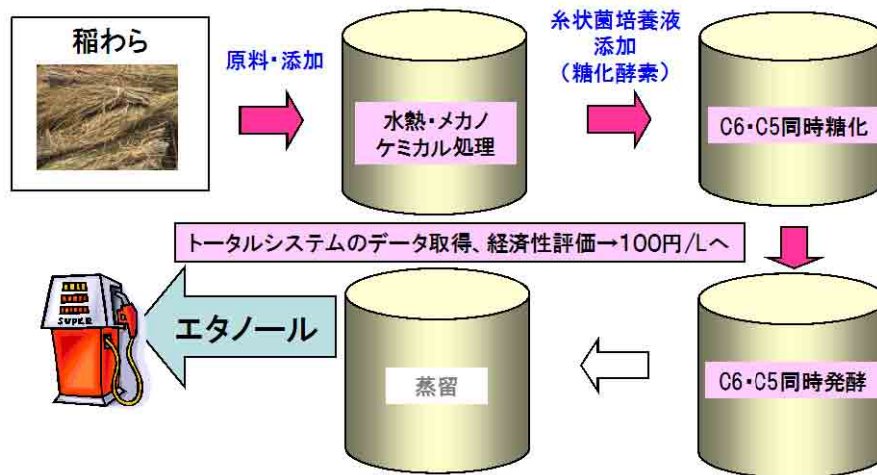 稲わら
原料・添加
水熱・メカノ
ケミカル処理
糸状菌培養液
添加
（糖化酵素）
C6・C5同時糖化
トータルシステムのデータ取得、経済性評価→100円/Lへ
C6・C5同時発酵
蒸留
エタノール
SUPER